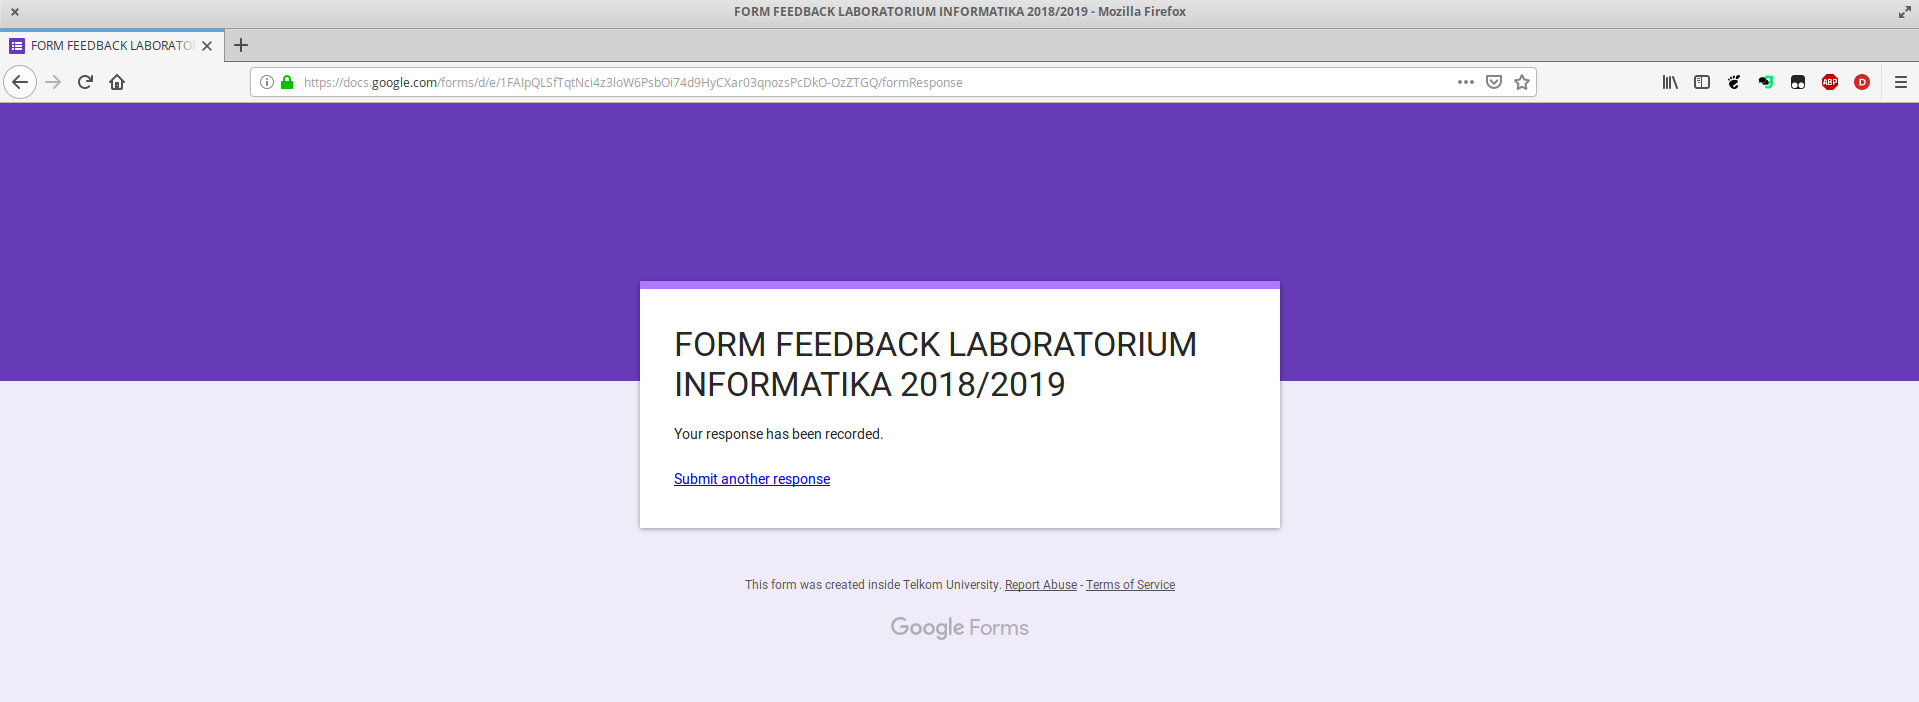 FORM FEEDBACK LABORATORIUM INFORMATIKA 2018/2019 - Mozilla Firefox
FORM FEEDBACK LABORATO
https://docs.google.com/forms/d/e/1FAIpQLSfTqtNci4z3loW6PsbOi74d9HyCXar03qnozsPcDkO-OzZTGQ/formResponse
ABP
D
FORM FEEDBACK LABORATORIUM
INFORMATIKA 2018/2019
Your response has been recorded.
Submit another response
This form was created inside Telkom University. Report Abuse - Terms of Service
Google Forms